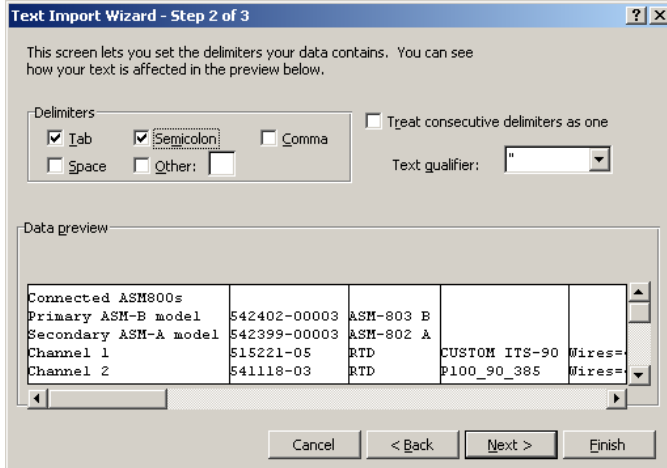 Text Import Wizard - Step 2 of 3
This screen lets you set the delimiters your data contains. You can see
how your text is affected in the preview below.
Delimiters
Tab Semicolon Comma
Space Other:
Treat consecutive delimiters as one
Text qualifier: "
Data preview
Connected ASM800s
Primary ASM-B model 542402-00003 ASM-803 B
Secondary ASM-A model 542399-00003 ASM-802 A
Channel 1 515221-05 RTD CUSTOM ITS-90 Wires=
Channel 2 541118-03 RTD P100_90_385 Wires=
Cancel < Back Next > Finish